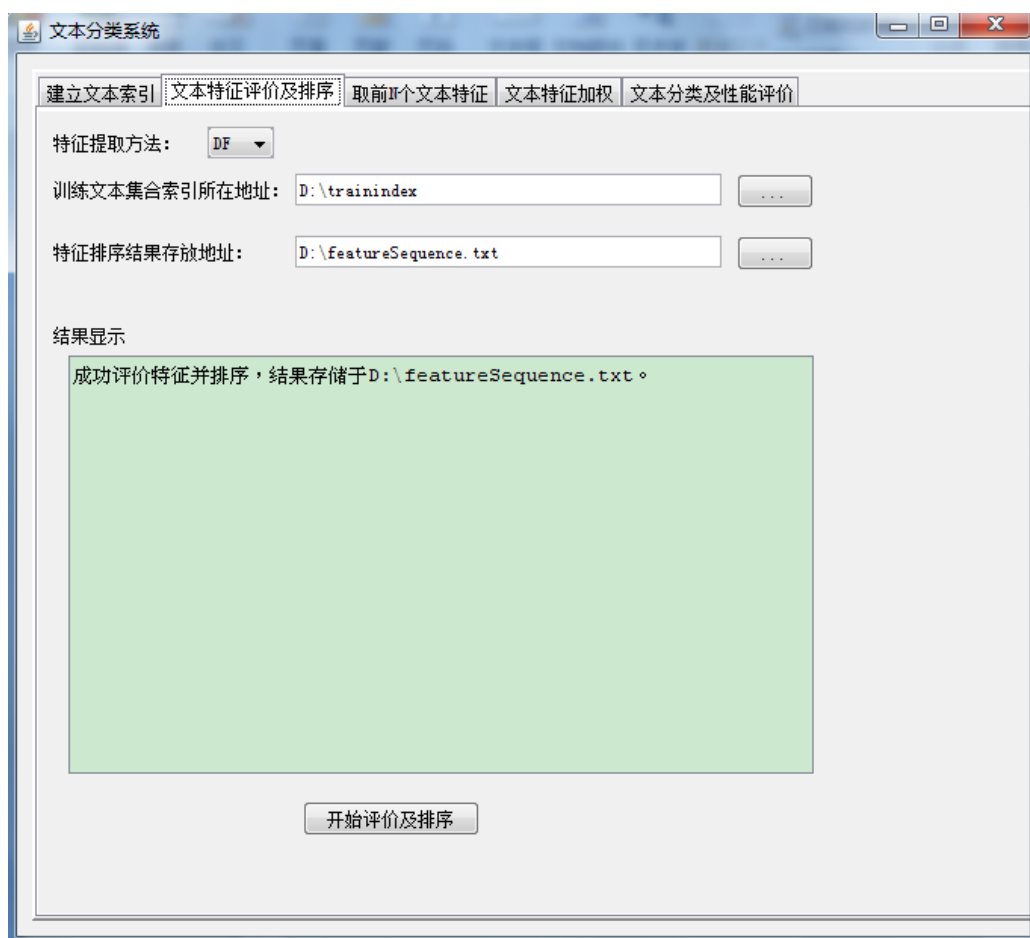 文本分类系统
建立文本索引 文本特征评价及排序 取前N个文本特征 文本特征加权 文本分类及性能评价
特征提取方法： DF
训练文本集合索引所在地址： D:\trainindex ...
特征排序结果存放地址： D:\featureSequence.txt ...
结果显示
成功评价特征并排序，结果存储于D:\featureSequence.txt。
开始评价及排序